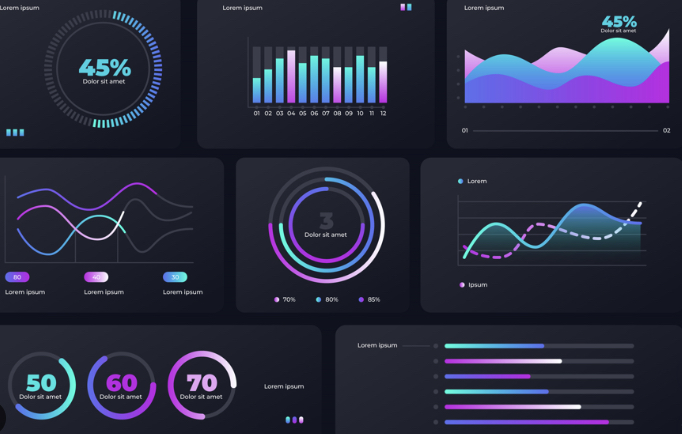 Lorem ipsum
45%
Dolor sit amet
Lorem ipsum
01 02 03 04 05 06 07 08 09 10 11 12
Lorem ipsum
45%
Dolor sit amet
01 02
80
Lorem ipsum
Lorem ipsum
30
Lorem ipsum
3
Dolor sit amet
70% 80% 85%
Lorem
Ipsum
50
Dolor sit amet
60
Dolor sit amet
70
Dolor sit amet
Lorem ipsum
Lorem ipsum